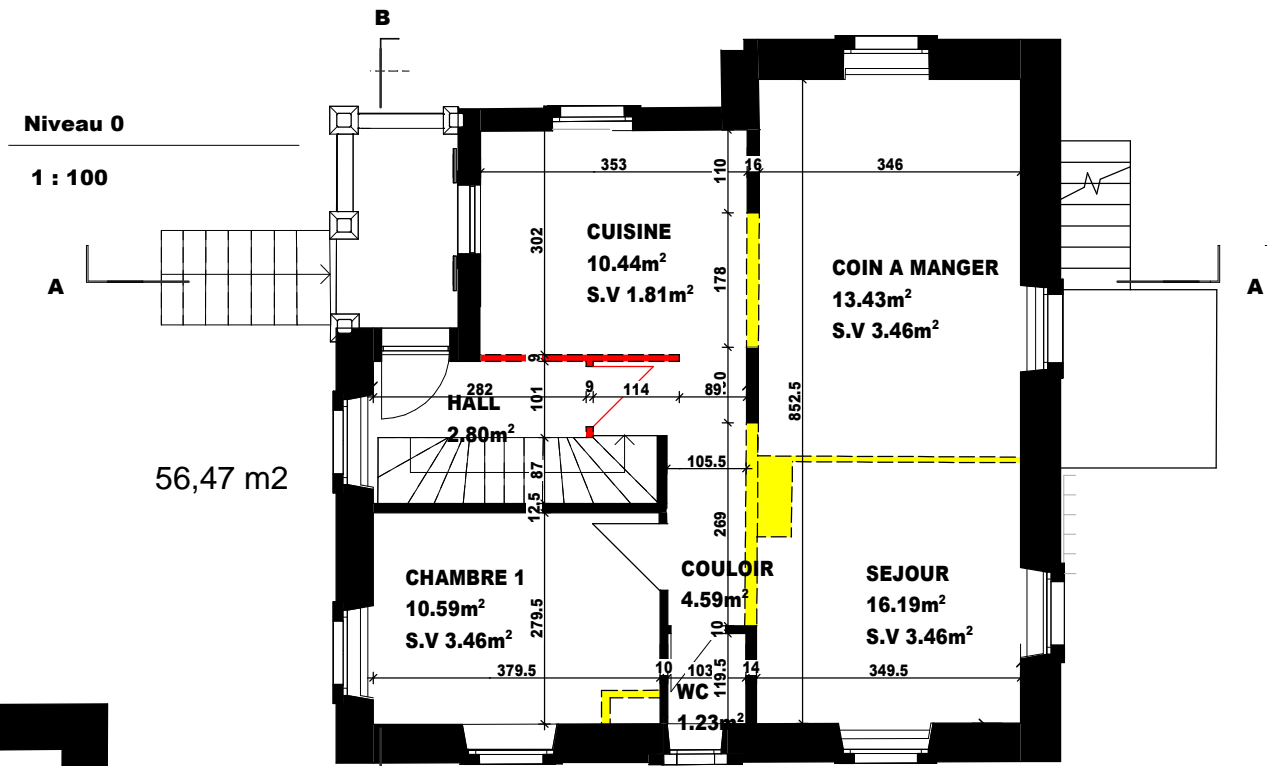 B
Niveau 0
1 : 100
353
16
346
110
302
CUISINE
10.44m²
S.V 1.81m²
178
COIN A MANGER
13.43m²
S.V 3.46m²
A
A
9
282
9
114
89
101
HALL
2.80m²
852.5
56,47 m2
87
105.5
12,5
269
CHAMBRE 1
10.59m²
S.V 3.46m²
COULOIR
4.59m²
SEJOUR
16.19m²
S.V 3.46m²
279.5
10
379.5
10
103
14
349.5
119.5
WC
1.23m²